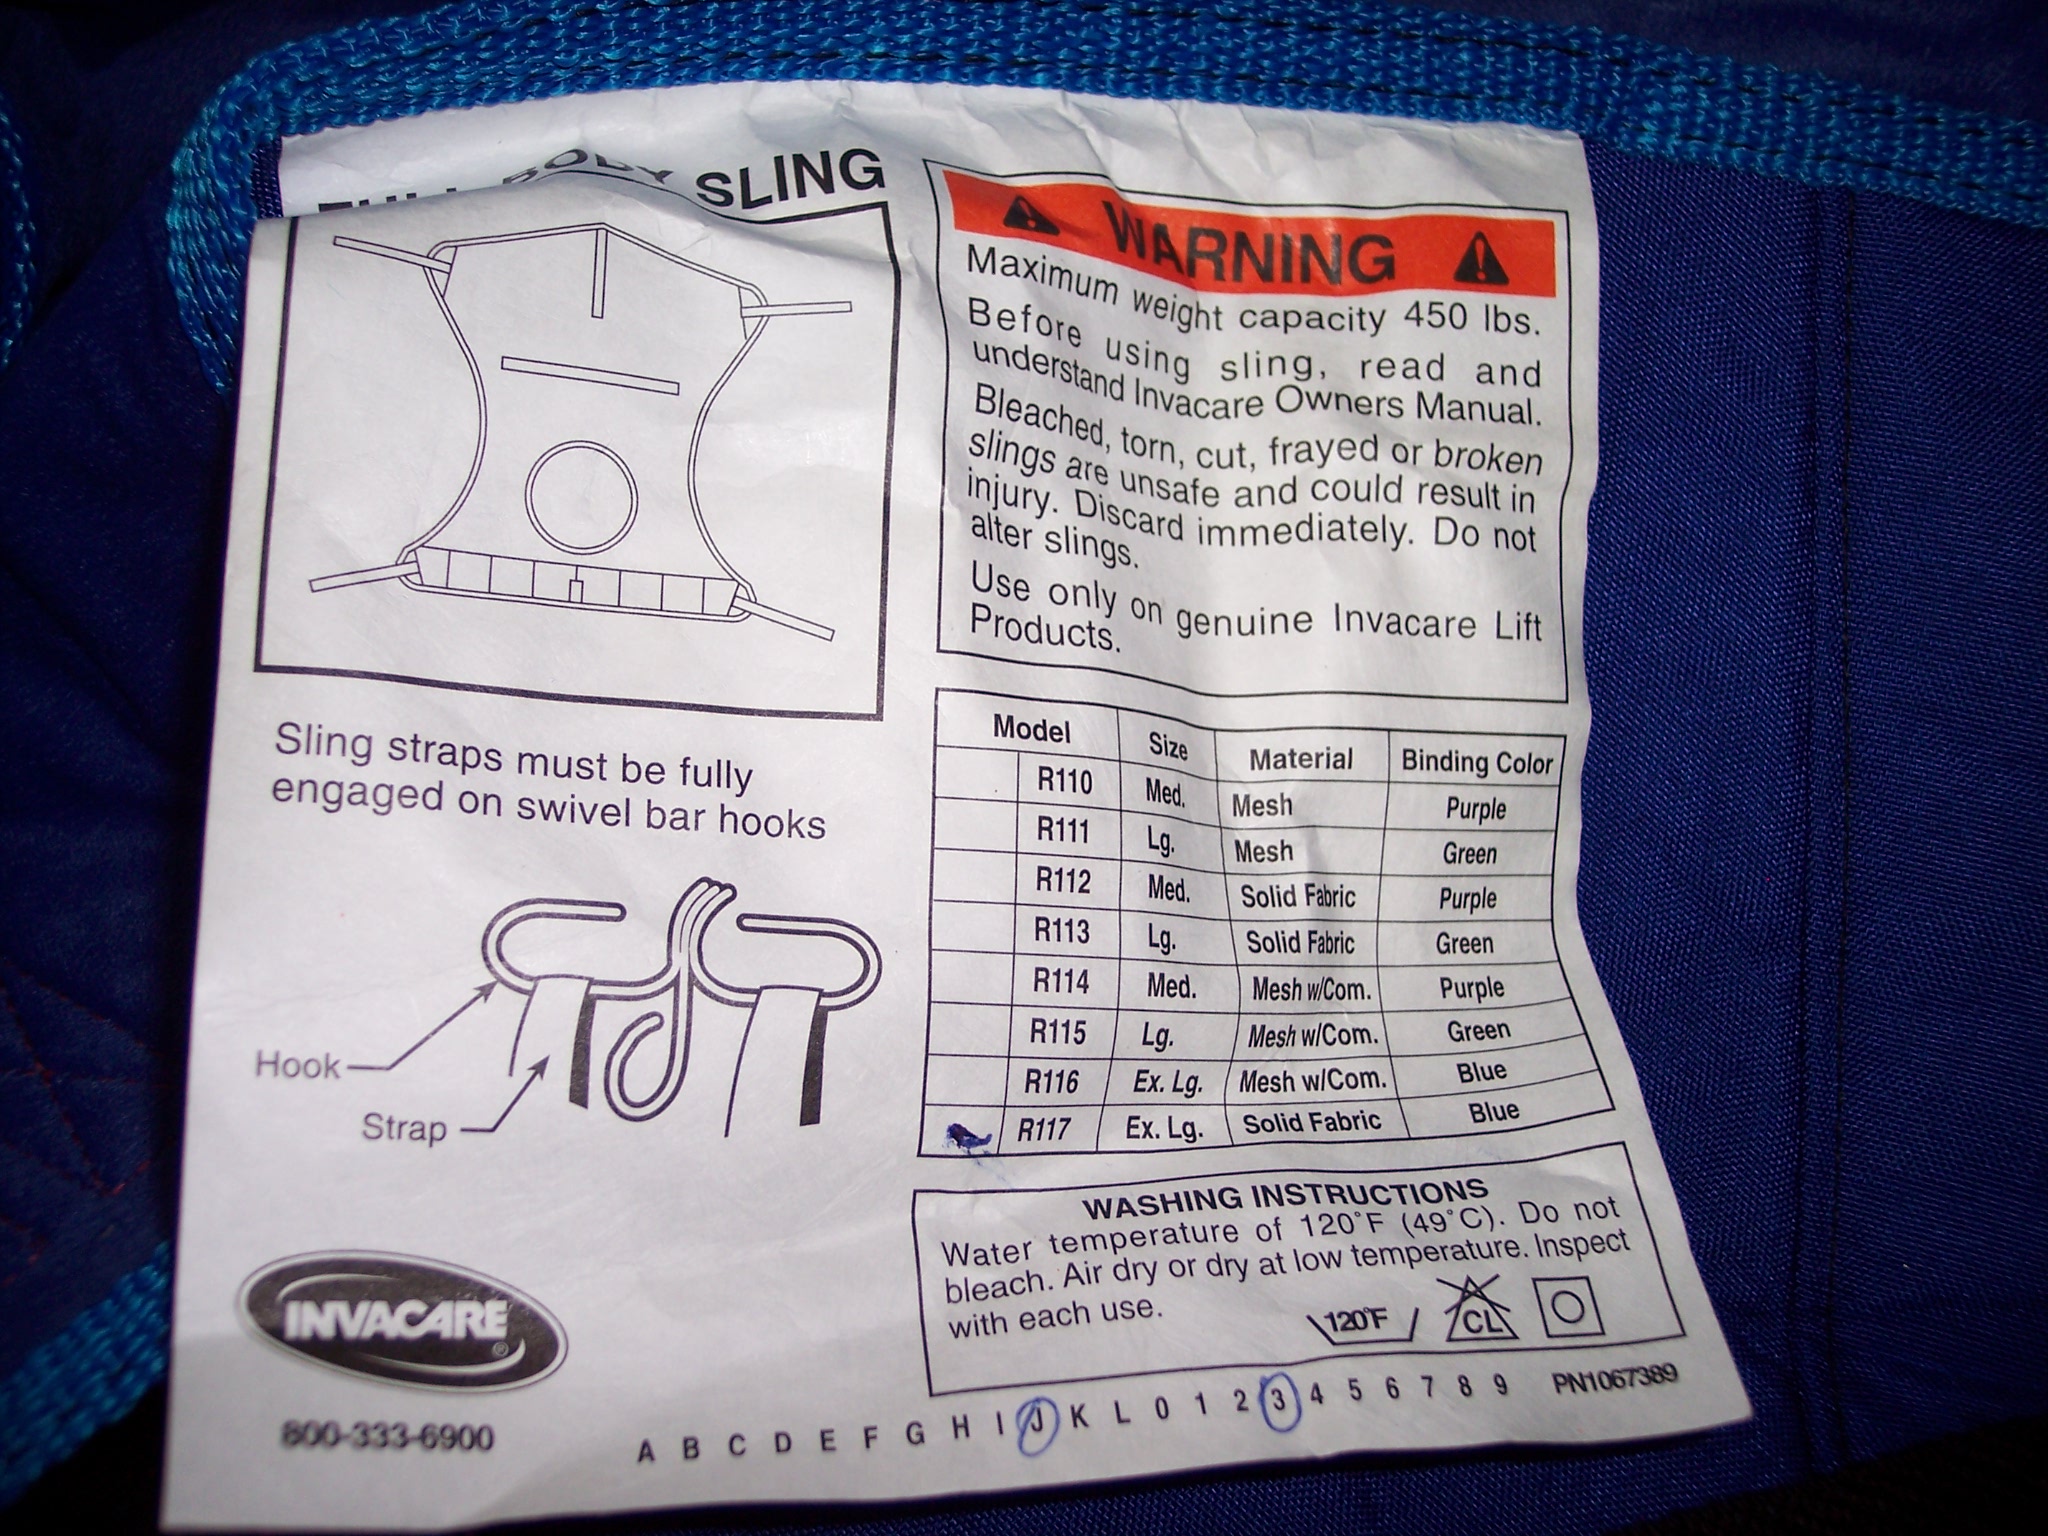 FULL BODY SLING
Sling straps must be fully
engaged on swivel bar hooks
Hook
Strap
INVACARE®
800-333-6900
WARNING
Maximum weight capacity 450 lbs.
Before using sling, read and
understand Invacare Owners Manual.
Bleached, torn, cut, frayed or broken
slings are unsafe and could result in
injury. Discard immediately. Do not
alter slings.
Use only on genuine Invacare Lift
Products.
Model Size Material Binding Color
R110 Med. Mesh Purple
R111 Lg. Mesh Green
R112 Med. Solid Fabric Purple
R113 Lg. Solid Fabric Green
R114 Med. Mesh w/Com. Purple
R115 Lg. Mesh w/Com. Green
R116 Ex. Lg. Mesh w/Com. Blue
R117 Ex. Lg. Solid Fabric Blue
WASHING INSTRUCTIONS
Water temperature of 120°F (49°C). Do not
bleach. Air dry or dry at low temperature. Inspect
with each use.
120°F CL
A B C D E F G H I J K L 0 1 2 3 4 5 6 7 8 9 PN1067389